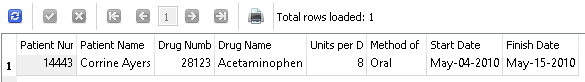 1 Total rows loaded: 1
Patient Nur Patient Name Drug Numb Drug Name Units per D Method of Start Date Finish Date
1 14443 Corrine Ayers 28123 Acetaminophen 8 Oral May-04-2010 May-15-2010